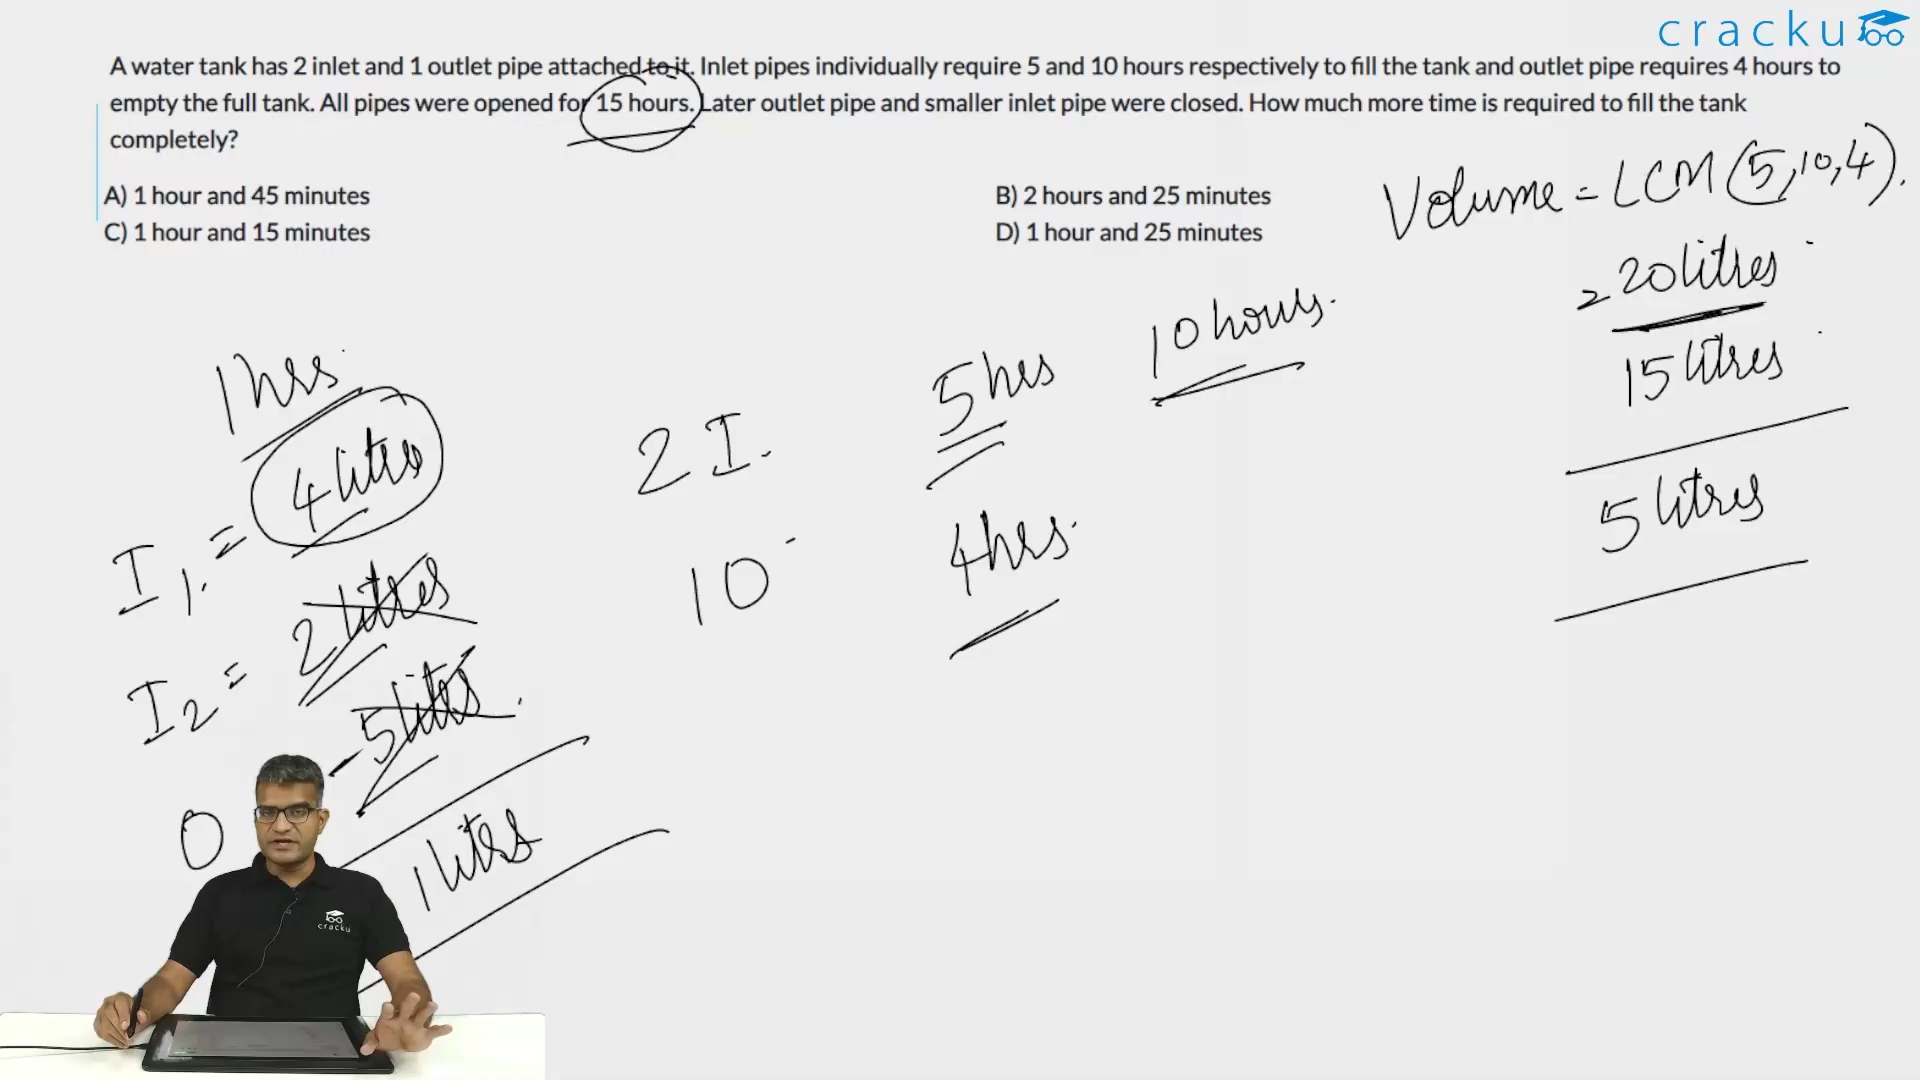 cracku
A water tank has 2 inlet and 1 outlet pipe attached to it. Inlet pipes individually require 5 and 10 hours respectively to fill the tank and outlet pipe requires 4 hours to
empty the full tank. All pipes were opened for 15 hours. Later outlet pipe and smaller inlet pipe were closed. How much more time is required to fill the tank
completely?
A) 1 hour and 45 minutes
B) 2 hours and 25 minutes
C) 1 hour and 15 minutes
D) 1 hour and 25 minutes
Volume = LCM (5,10,4).
= 20 litres
15 litres
5 litres
1 hrs.
I1. = 4 litres
I2 = 2 litres
O - 5 litres.
1 litres
2 I. 5 hrs 10 hours.
1 O 4 hrs.
cracku